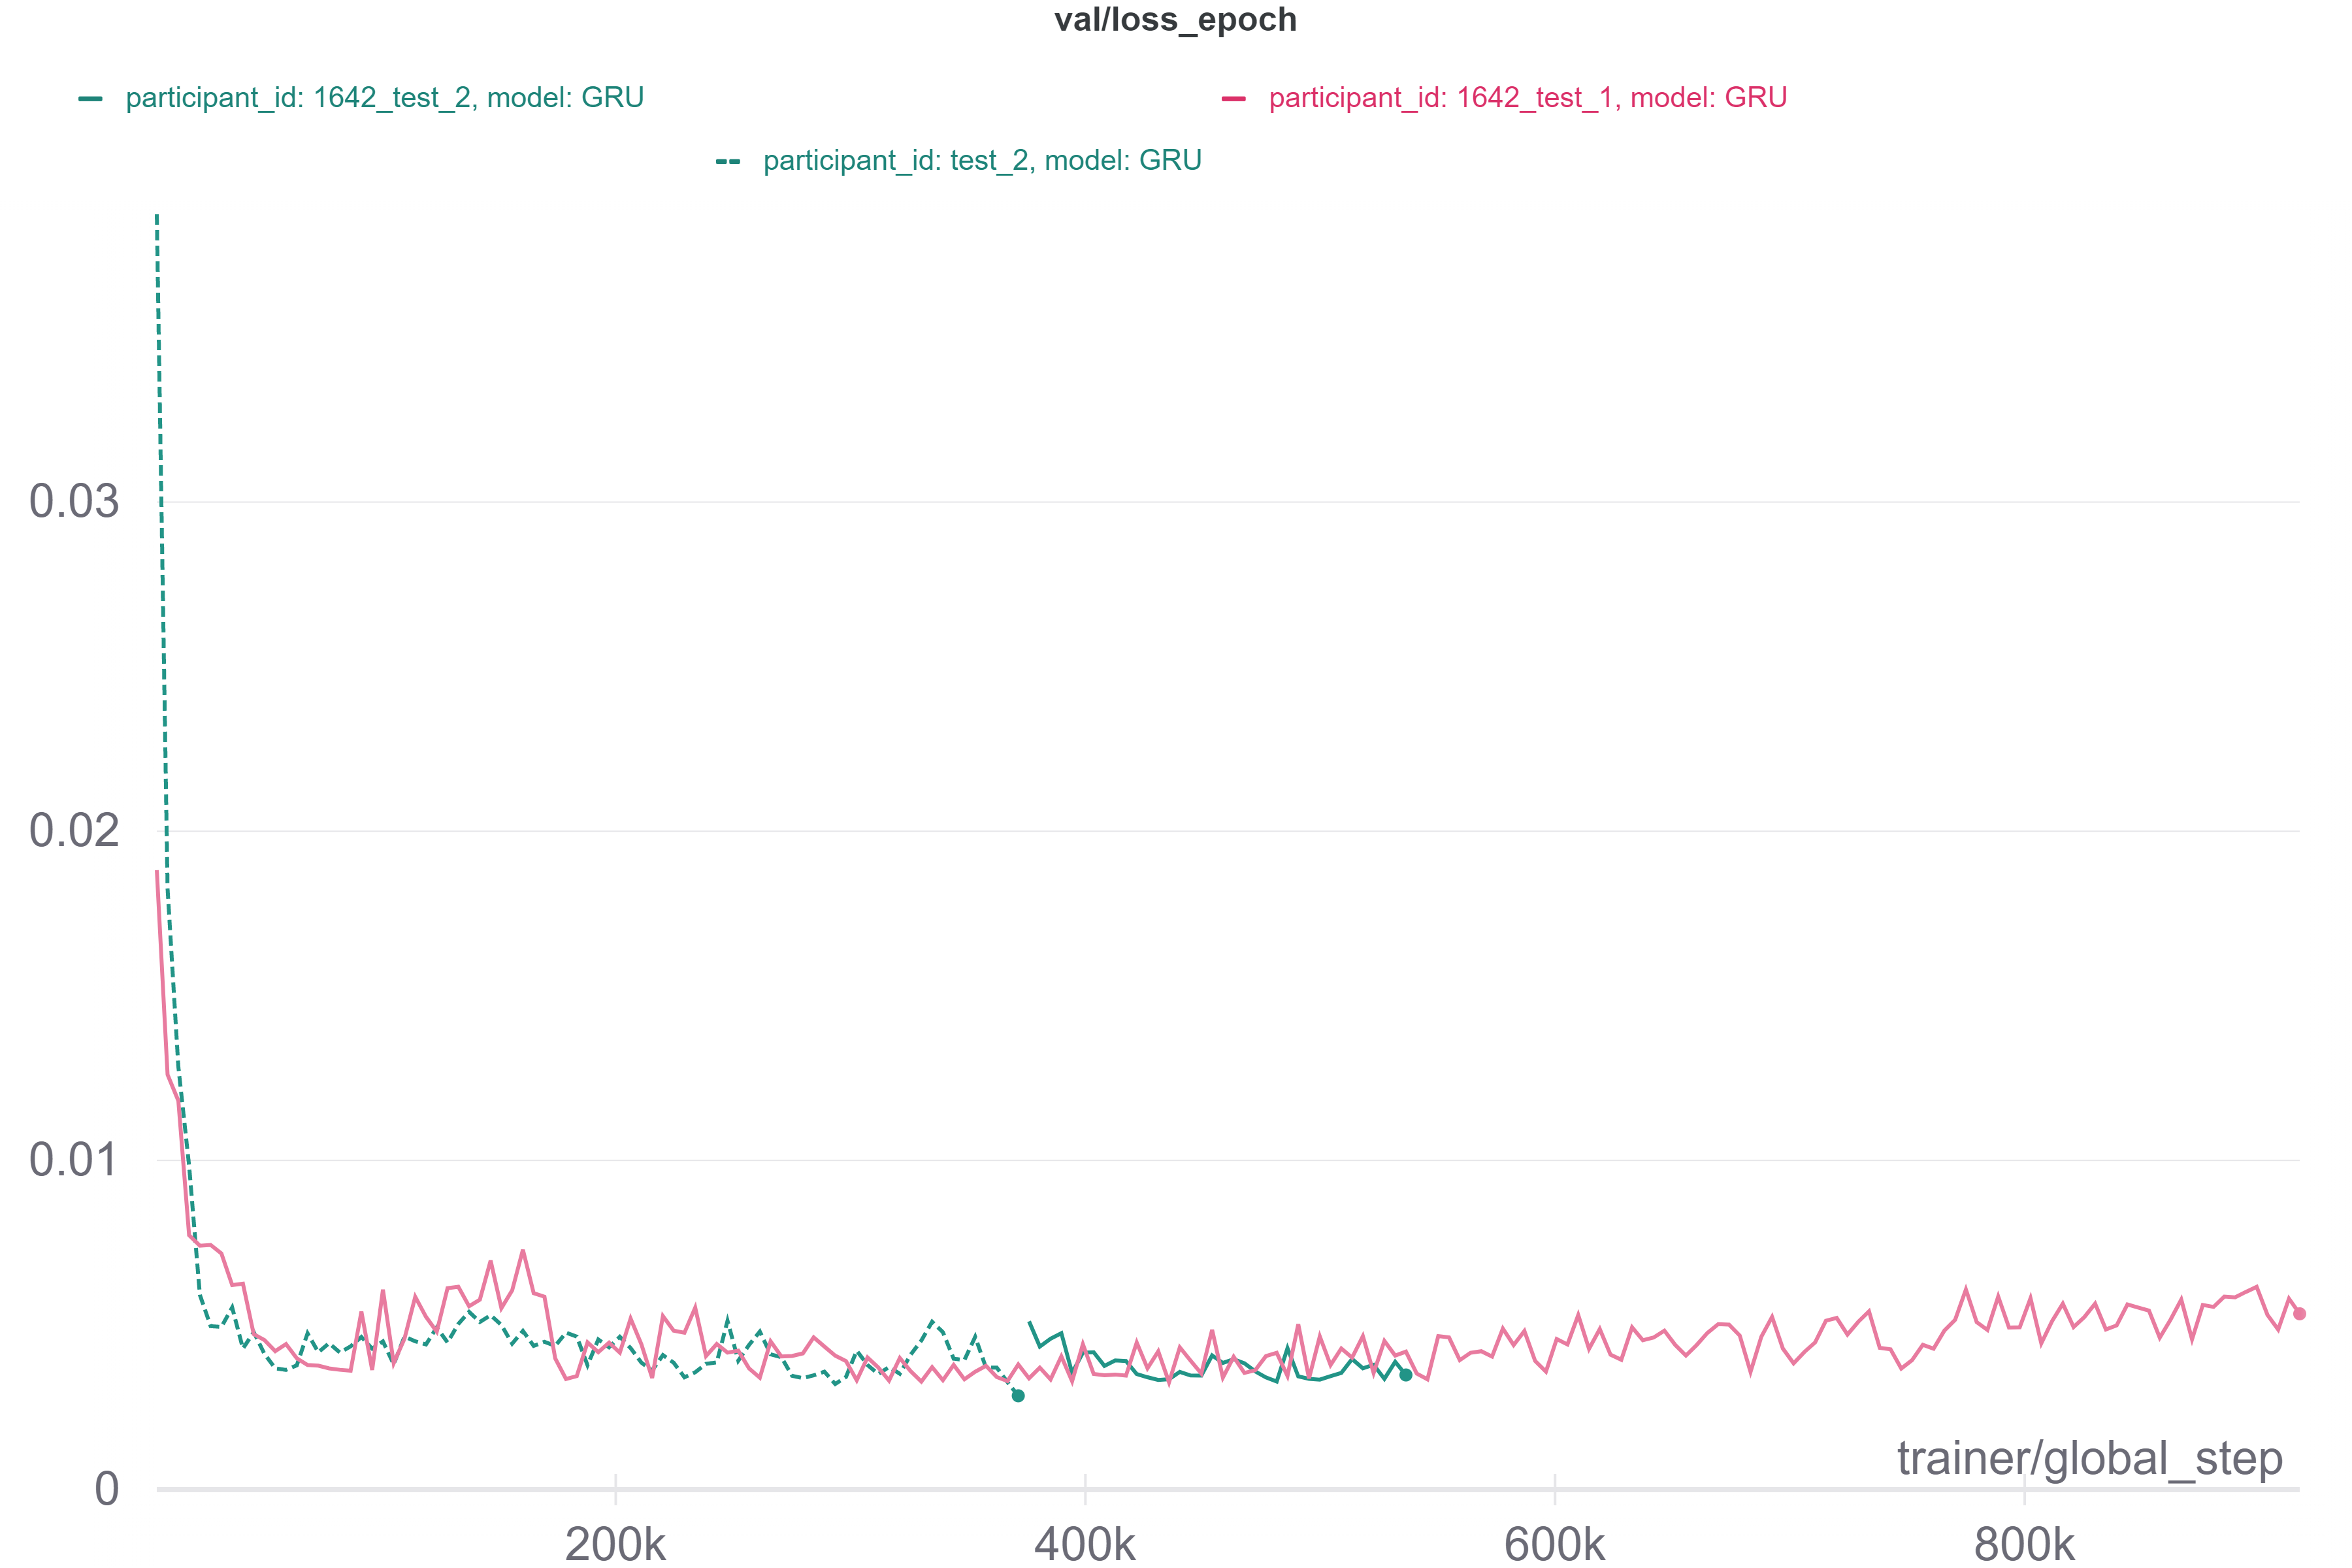 val/loss_epoch
participant_id: 1642_test_2, model: GRU
participant_id: 1642_test_1, model: GRU
participant_id: test_2, model: GRU
0.03
0.02
0.01
0
trainer/global_step
200k
400k
600k
800k